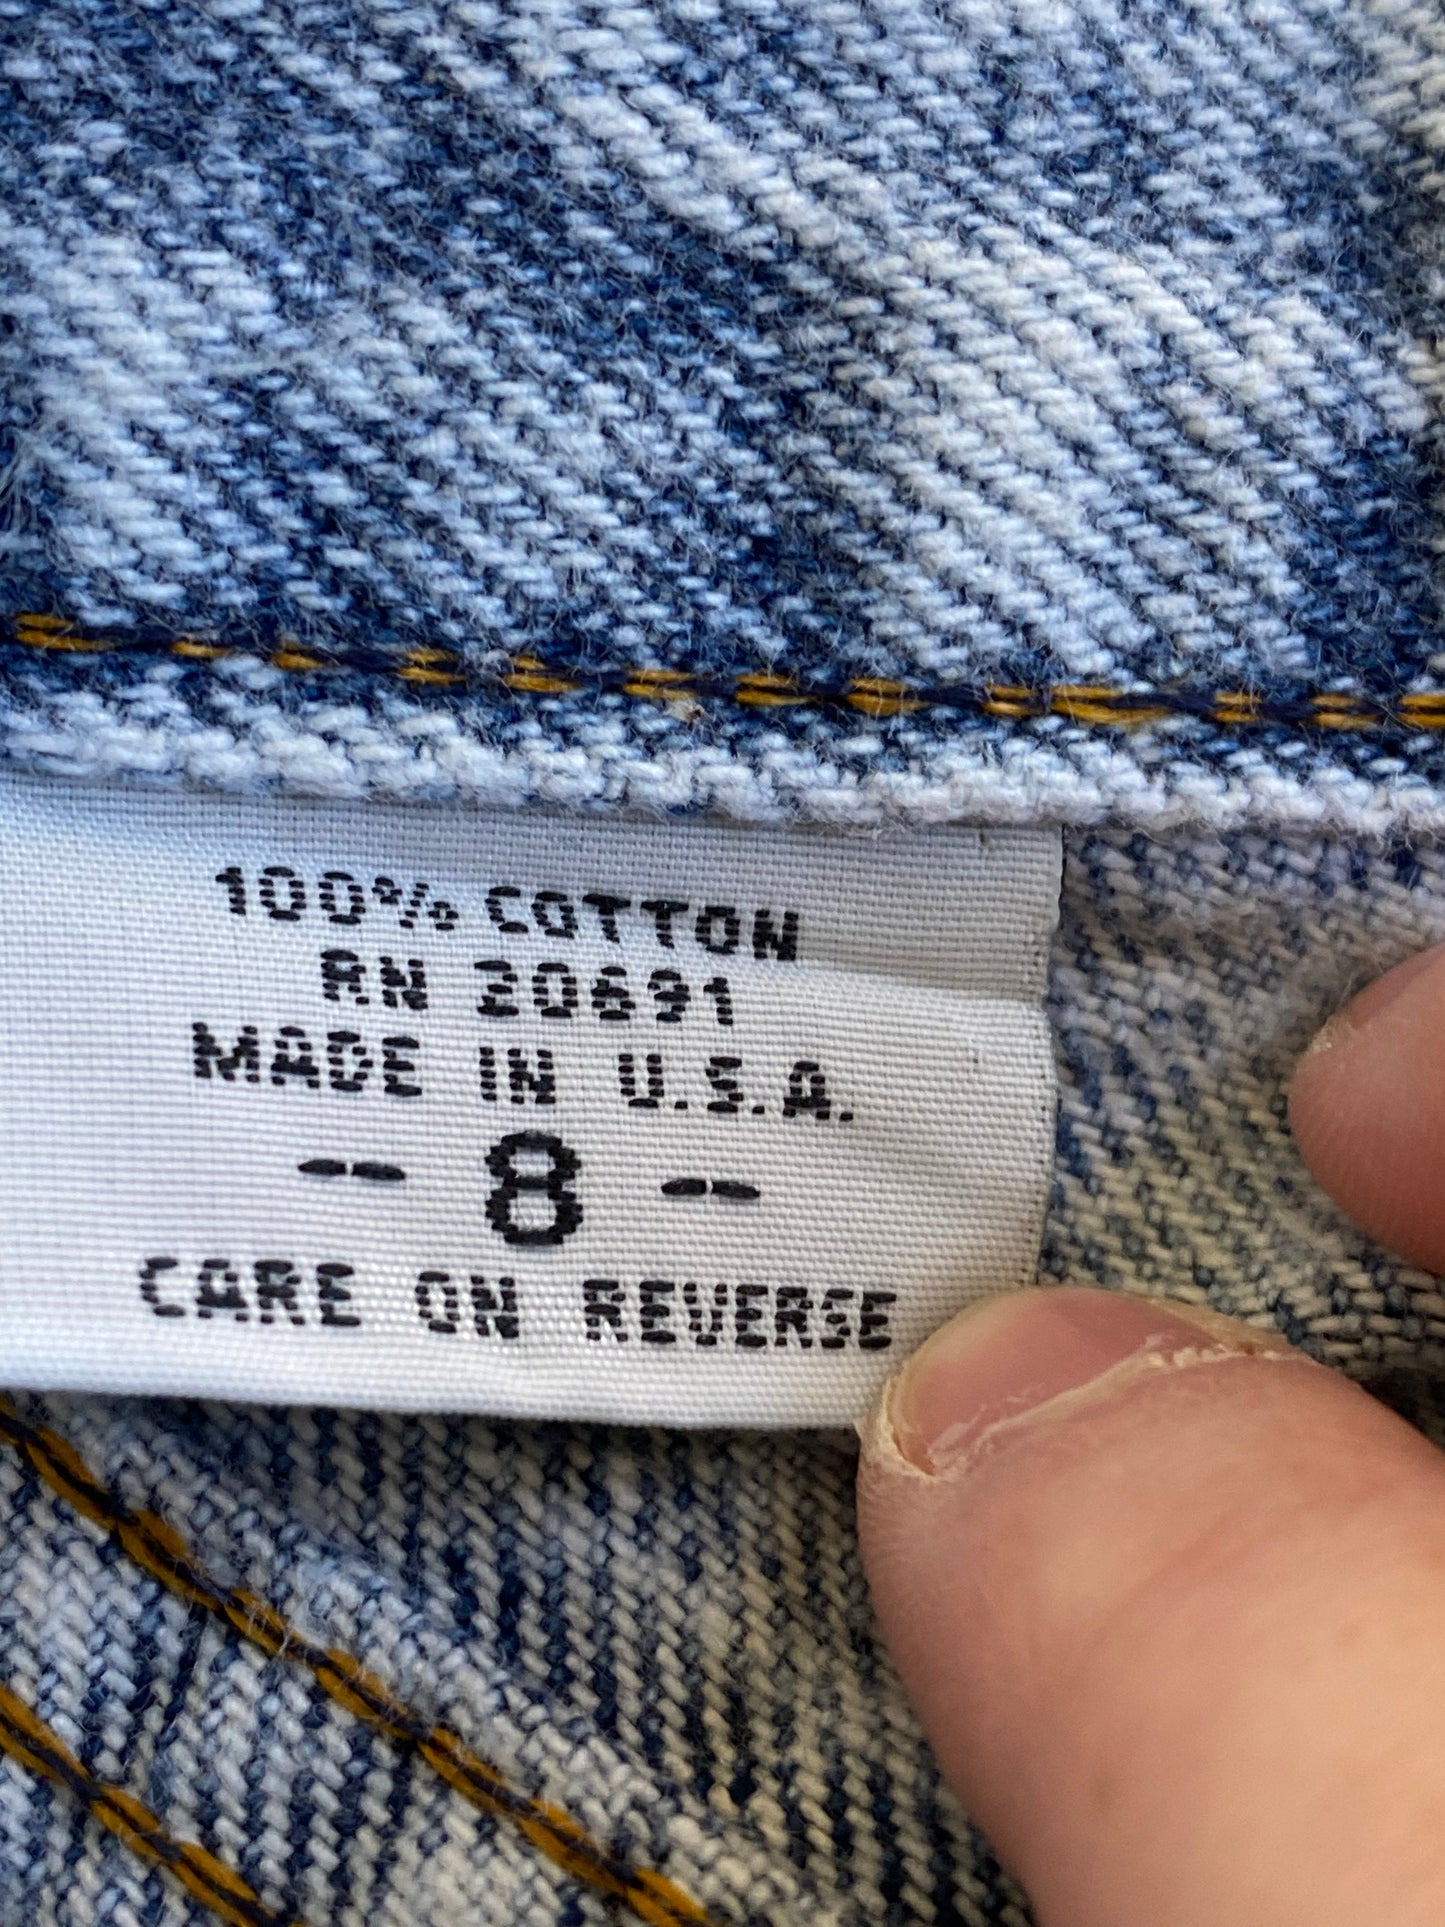 100% COTTON
RN 20691
MADE IN U.S.A.
-- 8 --
CARE ON REVERSE